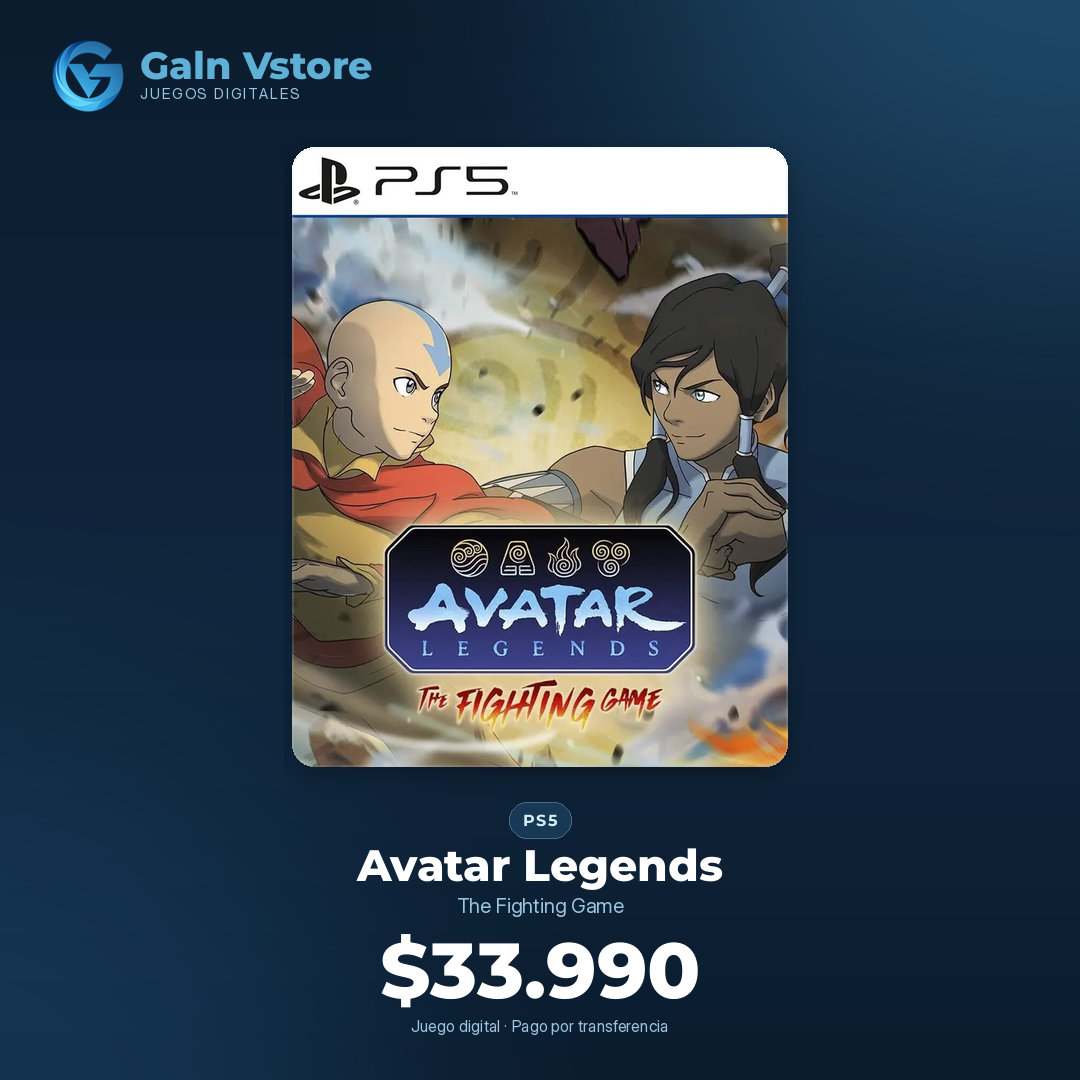 Galn Vstore
JUEGOS DIGITALES
PS5
AVATAR
LEGENDS
THE FIGHTING GAME
PS5
Avatar Legends
The Fighting Game
$33.990
Juego digital · Pago por transferencia